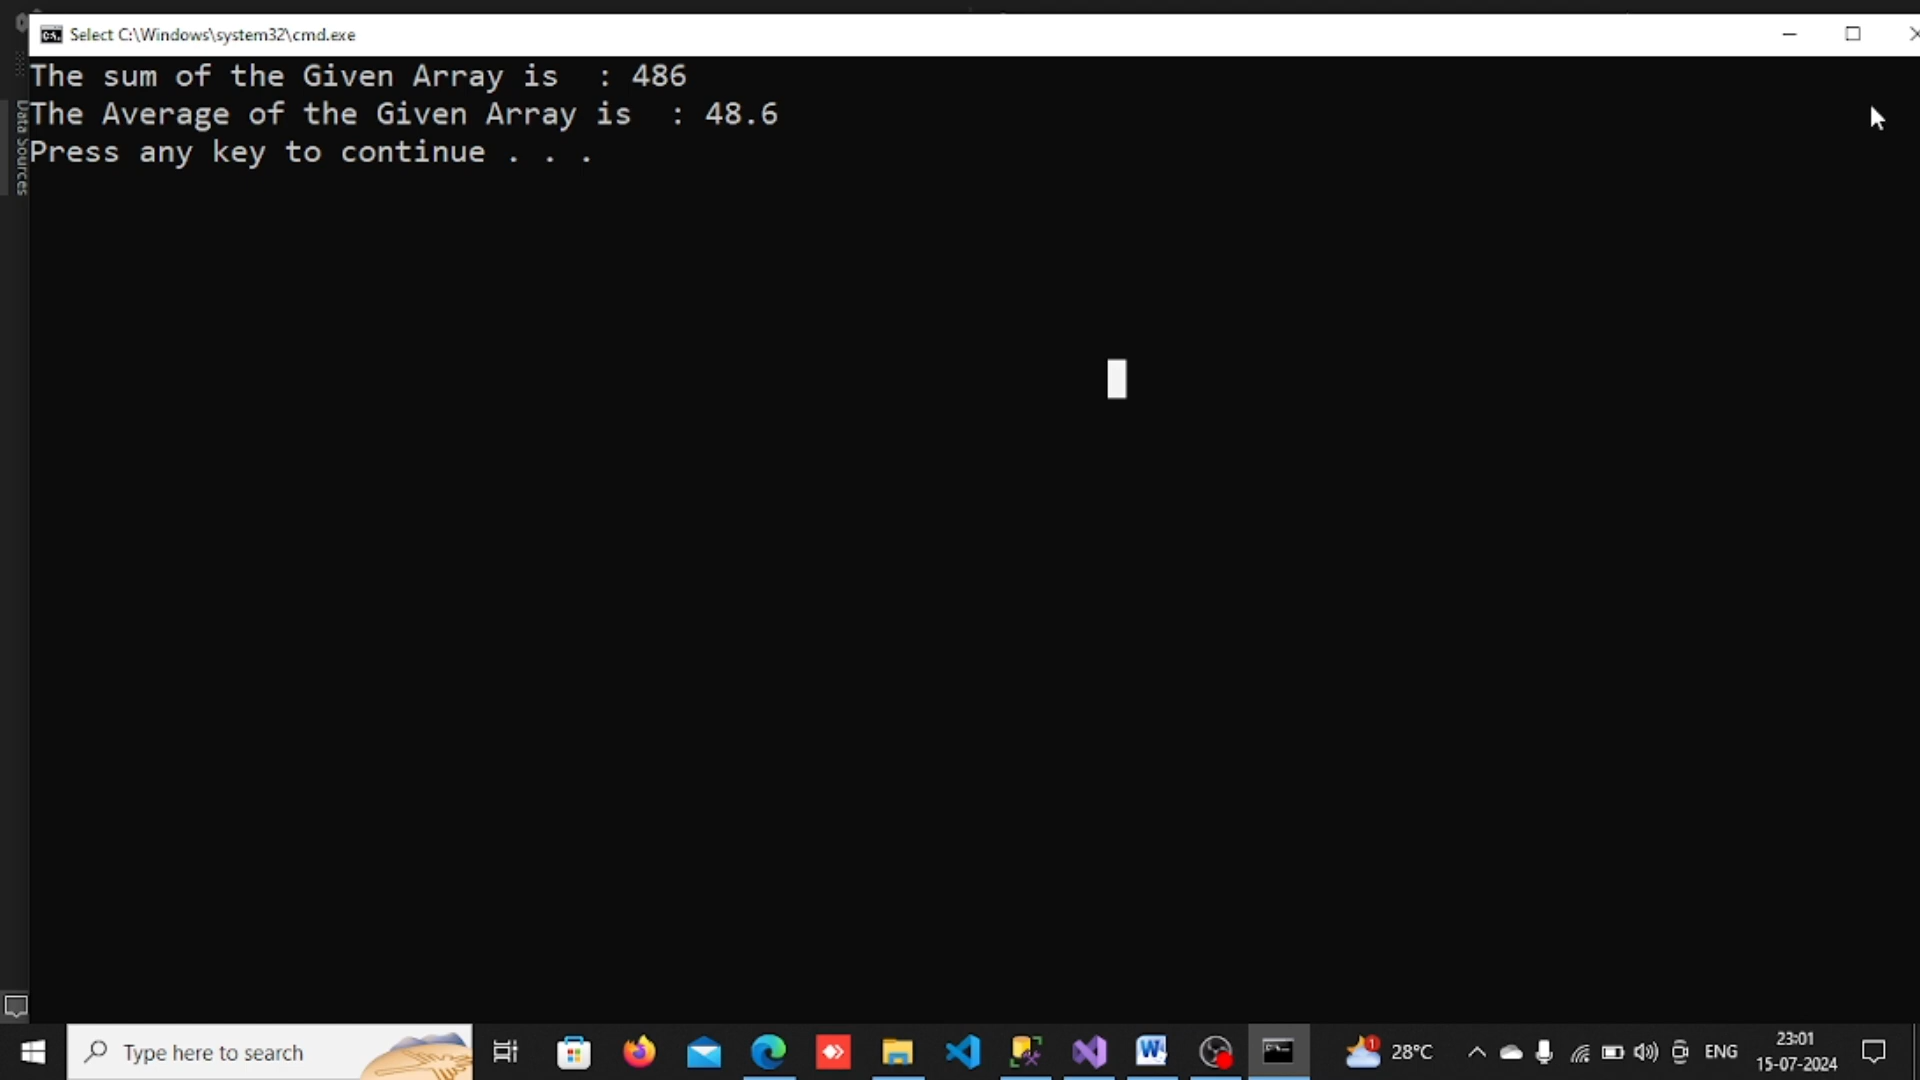 Select C:\Windows\system32\cmd.exe
The sum of the Given Array is  : 486
The Average of the Given Array is  : 48.6
Press any key to continue . . .
Data Sources
Type here to search
28°C
ENG
23:01
15-07-2024